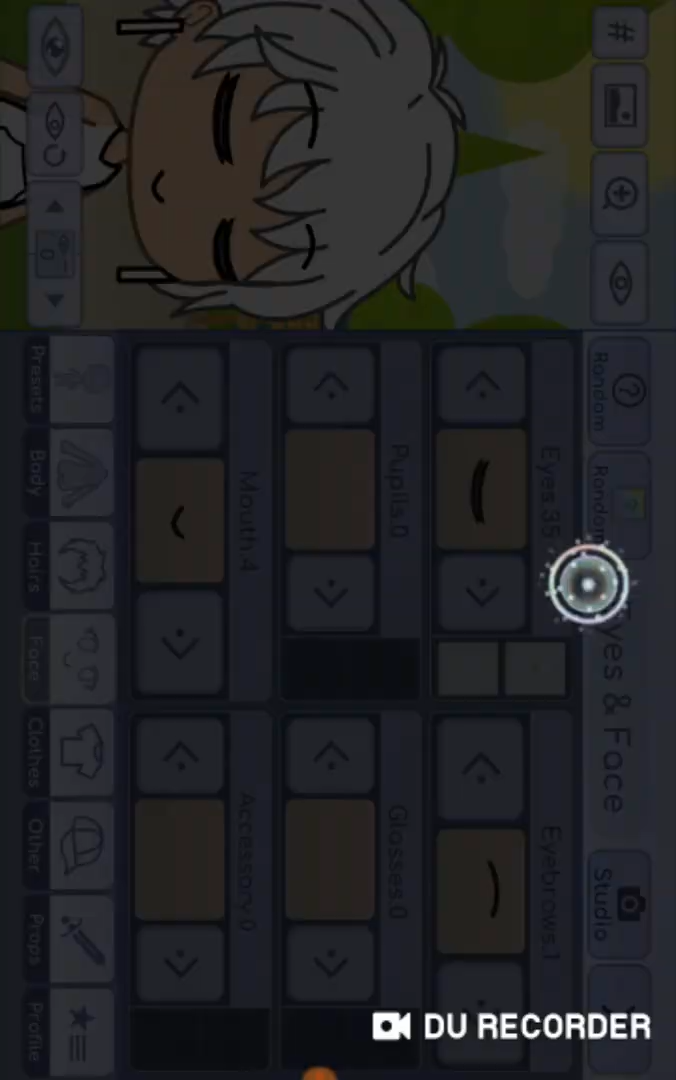 #
Random
Random
Eyes & Face
Studio
Eyes.35
Eyebrows.1
Pupils.0
Glasses.0
Mouth.4
Accessory.0
0
Presets
Body
Hairs
Face
Clothes
Other
Props
Profile
DU RECORDER